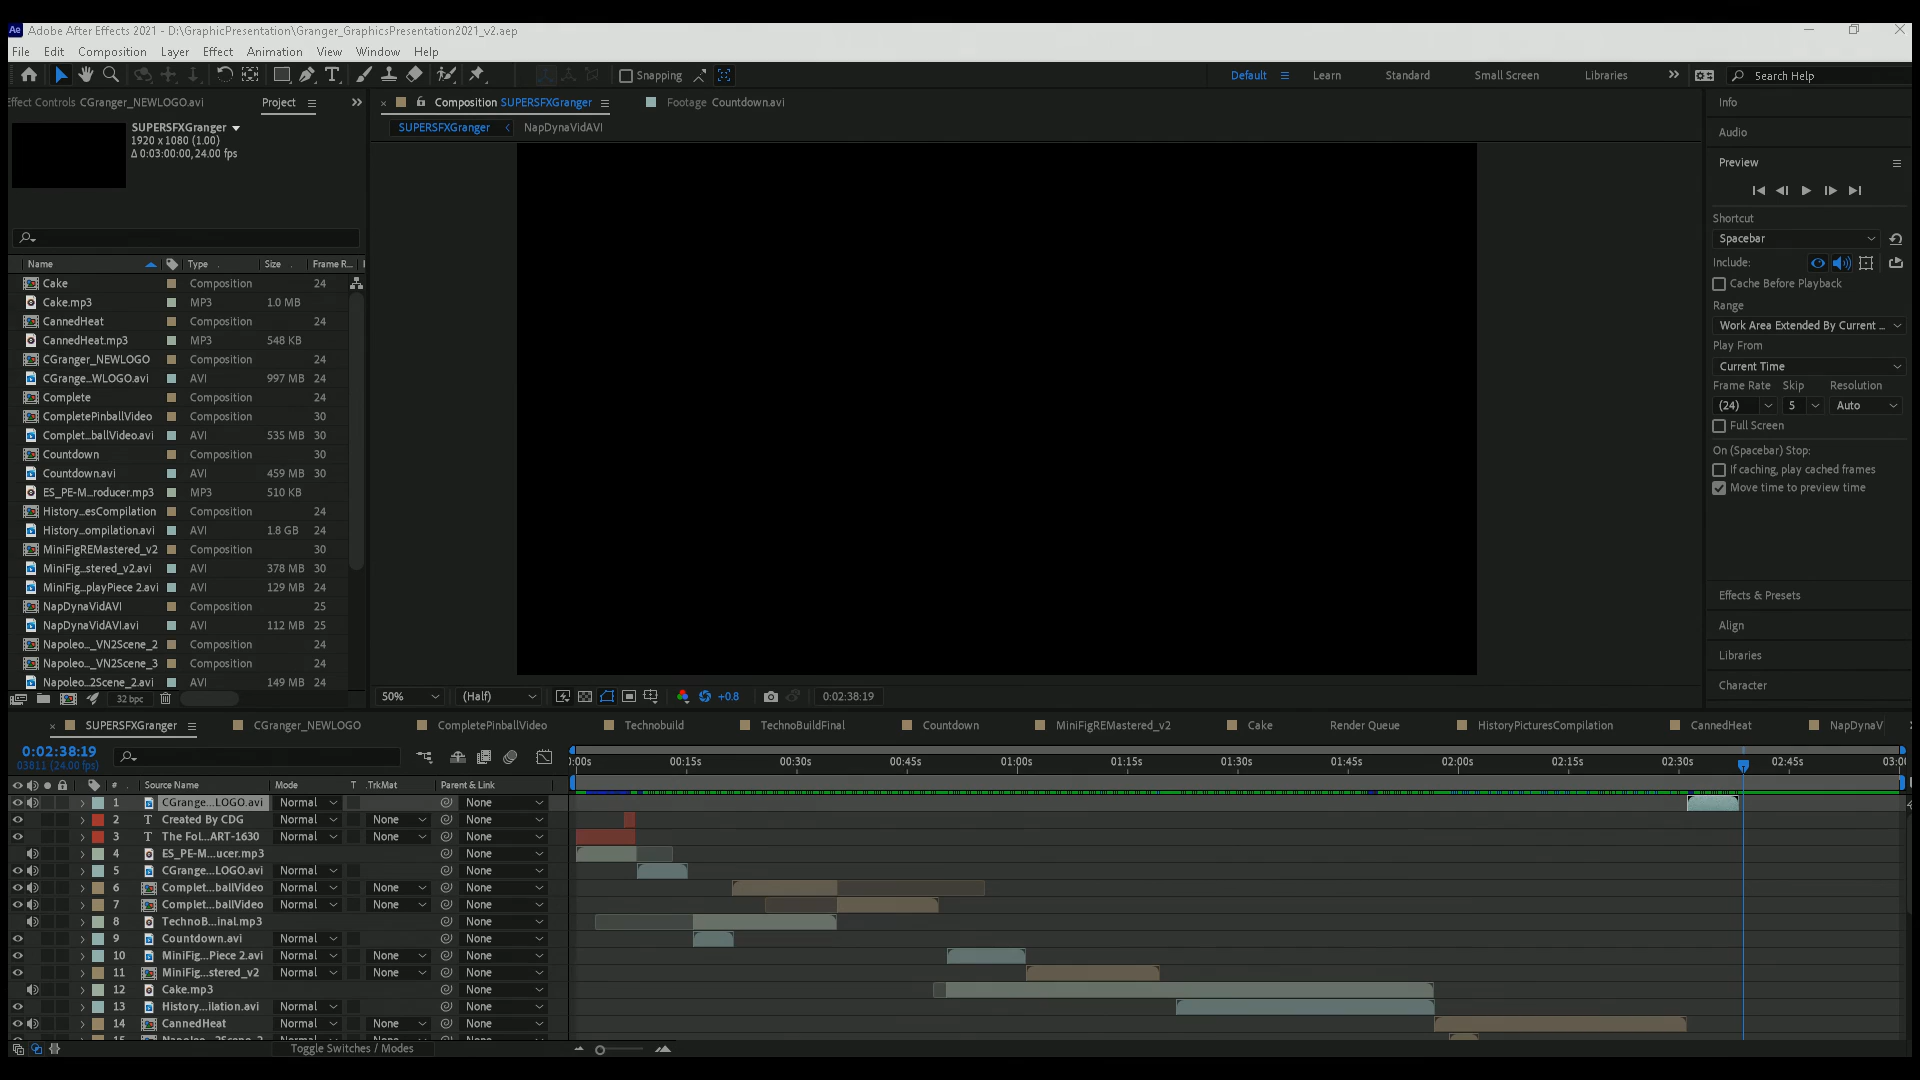 Ae Adobe After Effects 2021 - D:\GraphicPresentation\Granger_GraphicsPresentation2021_v2.aep
File Edit Composition Layer Effect Animation View Window Help
Snapping Default Learn Standard Small Screen Libraries Search Help
Effect Controls CGranger_NEWLOGO.avi Project
Composition SUPERSFXGranger Footage Countdown.avi
SUPERSFXGranger NapDynaVidAVI
SUPERSFXGranger
1920 x 1080 (1.00)
Δ 0:03:00:00, 24.00 fps
Name Type Size Frame R...
Cake Composition 24
Cake.mp3 MP3 1.0 MB
CannedHeat Composition 24
CannedHeat.mp3 MP3 548 KB
CGranger_NEWLOGO Composition 24
CGrange...WLOGO.avi AVI 997 MB 24
Complete Composition 24
CompletePinballVideo Composition 30
Complet...ballVideo.avi AVI 535 MB 30
Countdown Composition 30
Countdown.avi AVI 459 MB 30
ES_PE-M...roducer.mp3 MP3 510 KB
History...esCompilation Composition 24
History...ompilation.avi AVI 1.8 GB 24
MiniFigREMastered_v2 Composition 30
MiniFig...stered_v2.avi AVI 378 MB 30
MiniFig...playPiece 2.avi AVI 129 MB 24
NapDynaVidAVI Composition 25
NapDynaVidAVI.avi AVI 112 MB 25
Napoleo..._VN2Scene_2 Composition 24
Napoleo..._VN2Scene_3 Composition 24
Napoleo...2Scene_2.avi AVI 149 MB 24
32 bpc
50% (Half) +0.8 0:02:38:19
Info
Audio
Preview
Shortcut
Spacebar
Include:
Cache Before Playback
Range
Work Area Extended By Current ...
Play From
Current Time
Frame Rate Skip Resolution
(24) 5 Auto
Full Screen
On (Spacebar) Stop:
If caching, play cached frames
Move time to preview time
Effects & Presets
Align
Libraries
Character
SUPERSFXGranger CGranger_NEWLOGO CompletePinballVideo Technobuild TechnoBuildFinal Countdown MiniFigREMastered_v2 Cake Render Queue HistoryPicturesCompilation CannedHeat NapDynaV
0:02:38:19
03811 (24.00 fps)
):00s 00:15s 00:30s 00:45s 01:00s 01:15s 01:30s 01:45s 02:00s 02:15s 02:30s 02:45s 03:00
# Source Name Mode T .TrkMat Parent & Link
1 CGrange...LOGO.avi Normal None
2 T Created By CDG Normal None None
3 T The Fol...ART-1630 Normal None None
4 ES_PE-M...ucer.mp3 None
5 CGrange...LOGO.avi Normal None None
6 Complet...ballVideo Normal None None
7 Complet...ballVideo Normal None None
8 TechnoB...inal.mp3 None
9 Countdown.avi Normal None
10 MiniFig...Piece 2.avi Normal None None
11 MiniFig...stered_v2 Normal None None
12 Cake.mp3 None
13 History...ilation.avi Normal None
14 CannedHeat Normal None None
Toggle Switches / Modes